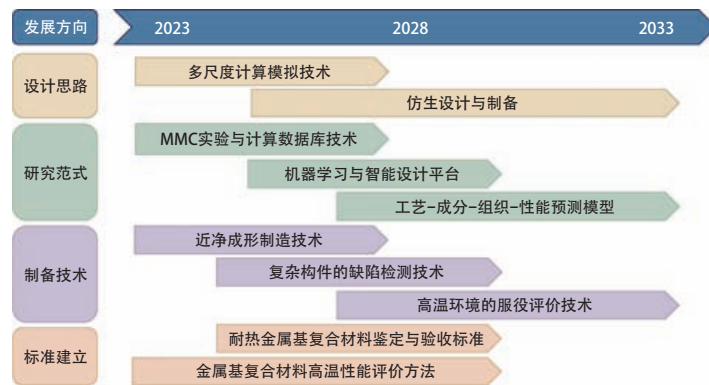 发展方向
2023
2028
2033
设计思路
多尺度计算模拟技术
仿生设计与制备
研究范式
MMC实验与计算数据库技术
机器学习与智能设计平台
工艺-成分-组织-性能预测模型
制备技术
近净成形制造技术
复杂构件的缺陷检测技术
高温环境的服役评价技术
标准建立
耐热金属基复合材料鉴定与验收标准
金属基复合材料高温性能评价方法